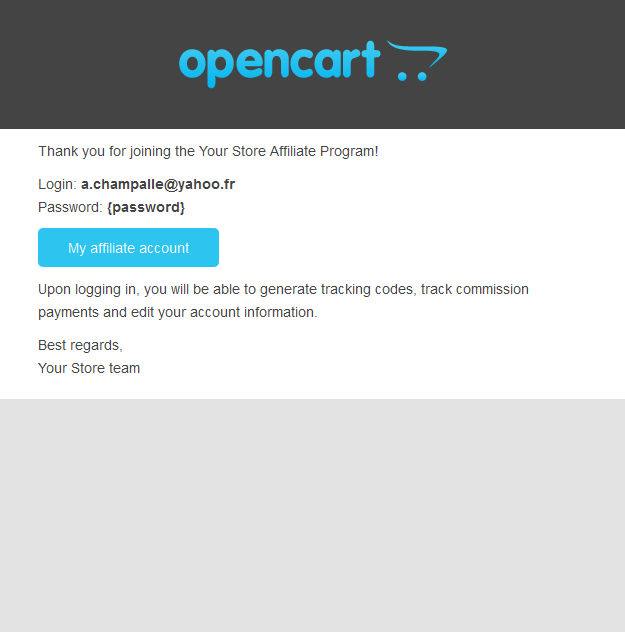 opencart
Thank you for joining the Your Store Affiliate Program!
Login: a.champalle@yahoo.fr
Password: {password}
My affiliate account
Upon logging in, you will be able to generate tracking codes, track commission
payments and edit your account information.
Best regards,
Your Store team